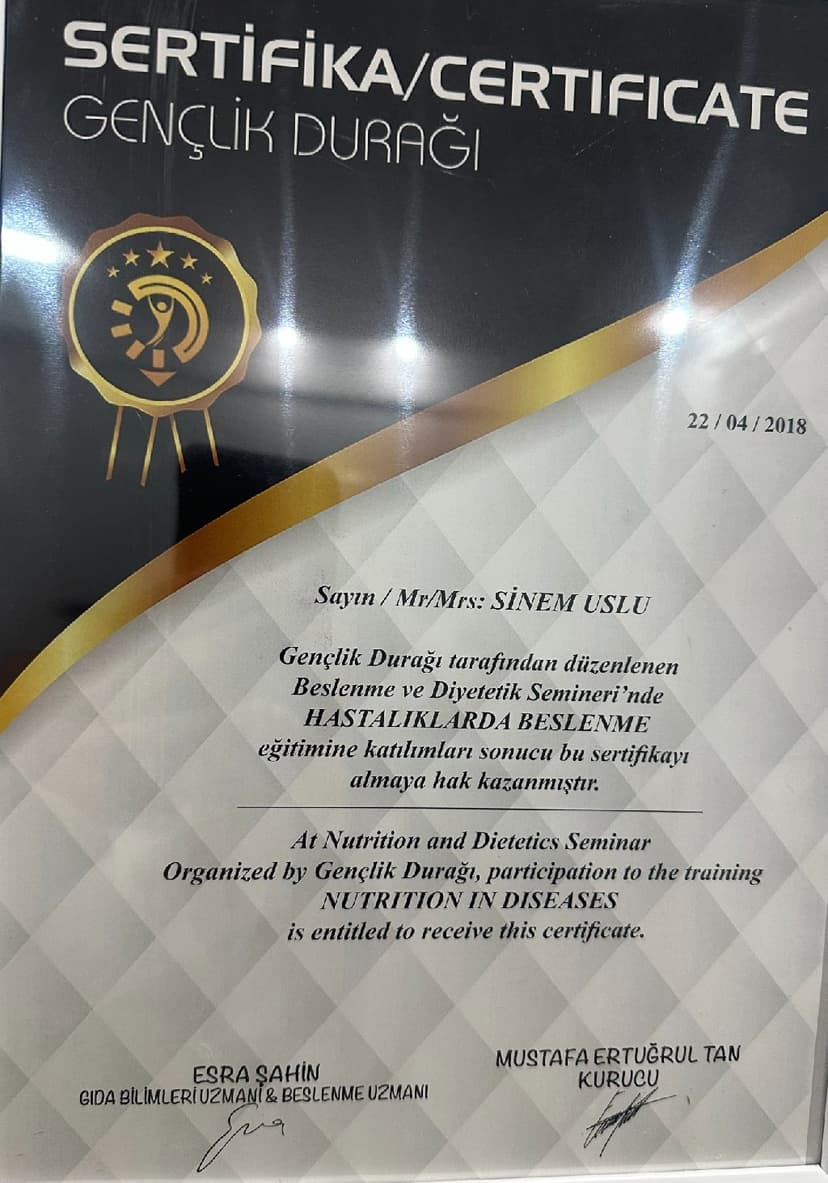 SERTİFİKA/CERTIFICATE
GENÇLİK DURAĞI
22 / 04 / 2018
Sayın / Mr/Mrs: SİNEM USLU
Gençlik Durağı tarafından düzenlenen
Beslenme ve Diyetetik Semineri’nde
HASTALIKLARDA BESLENME
eğitimine katılımları sonucu bu sertifikayı
almaya hak kazanmıştır.
At Nutrition and Dietetics Seminar
Organized by Gençlik Durağı, participation to the training
NUTRITION IN DISEASES
is entitled to receive this certificate.
ESRA ŞAHİN
GIDA BİLİMLERİ UZMANI & BESLENME UZMANI
MUSTAFA ERTUĞRUL TAN
KURUCU